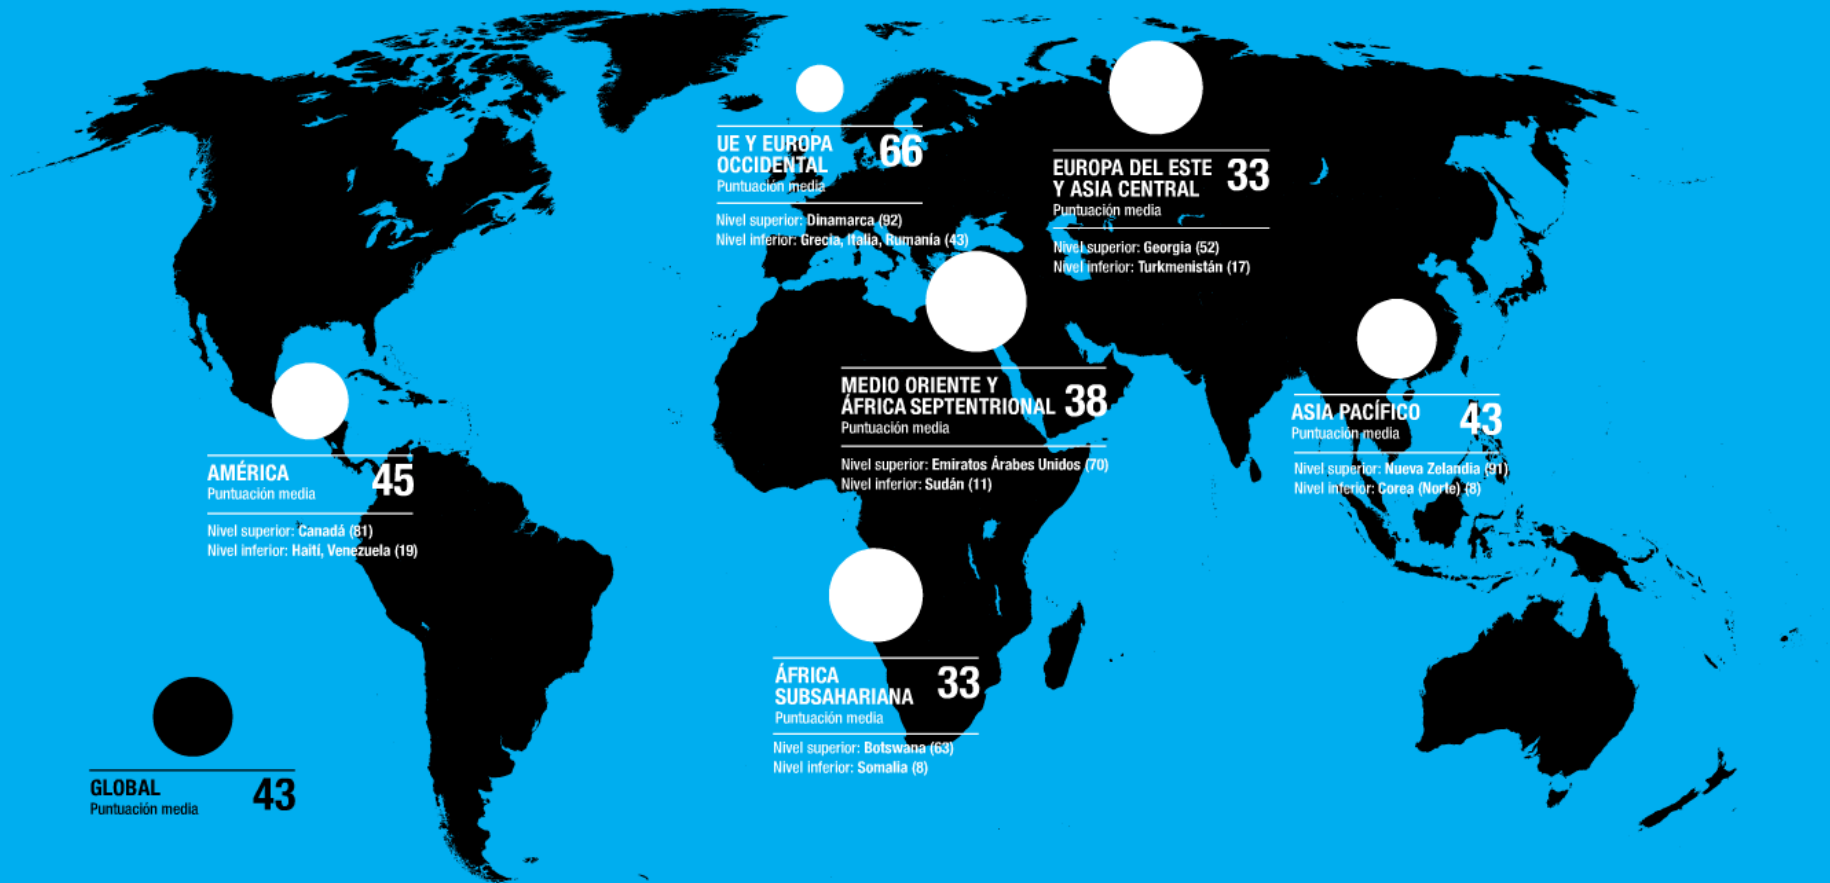 UE Y EUROPA
OCCIDENTAL
66
Puntuación media
Nivel superior: Dinamarca (92)
Nivel inferior: Grecia, Italia, Rumanía (43)
EUROPA DEL ESTE
Y ASIA CENTRAL
33
Puntuación media
Nivel superior: Georgia (52)
Nivel inferior: Turkmenistán (17)
MEDIO ORIENTE Y
ÁFRICA SEPTENTRIONAL
38
Puntuación media
Nivel superior: Emiratos Árabes Unidos (70)
Nivel inferior: Sudán (11)
ASIA PACÍFICO
43
Puntuación media
Nivel superior: Nueva Zelandia (91)
Nivel inferior: Corea (Norte) (8)
AMÉRICA
45
Puntuación media
Nivel superior: Canadá (81)
Nivel inferior: Haití, Venezuela (19)
ÁFRICA
SUBSAHARIANA
33
Puntuación media
Nivel superior: Botswana (63)
Nivel inferior: Somalia (8)
GLOBAL
43
Puntuación media